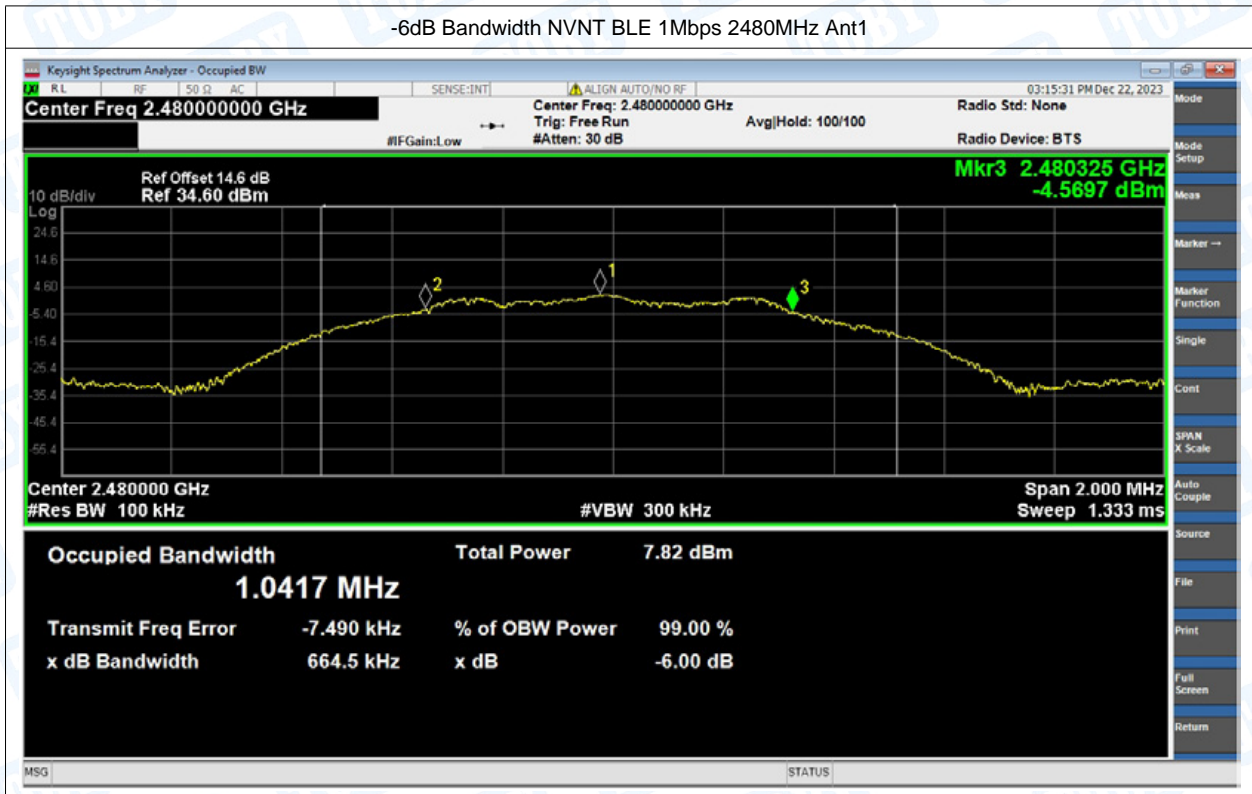 -6dB Bandwidth NVNT BLE 1Mbps 2480MHz Ant1
Keysight Spectrum Analyzer - Occupied BW
RL RF 50 Ω AC SENSE:INT ALIGN AUTO/NO RF 03:15:31 PM Dec 22, 2023
Center Freq 2.480000000 GHz
Center Freq: 2.480000000 GHz Radio Std: None
Trig: Free Run Avg|Hold: 100/100
#IFGain:Low #Atten: 30 dB Radio Device: BTS
Mkr3 2.480325 GHz
-4.5697 dBm
Ref Offset 14.6 dB
10 dB/div Ref 34.60 dBm
Log
24.6
14.6
4.60
-5.40
-15.4
-25.4
-35.4
-45.4
-55.4
2
1
3
Center 2.480000 GHz Span 2.000 MHz
#Res BW 100 kHz #VBW 300 kHz Sweep 1.333 ms
Occupied Bandwidth Total Power 7.82 dBm
1.0417 MHz
Transmit Freq Error -7.490 kHz % of OBW Power 99.00 %
x dB Bandwidth 664.5 kHz x dB -6.00 dB
MSG STATUS
Mode
Mode
Setup
Meas
Marker →
Marker
Function
Single
Cont
SPAN
X Scale
Auto
Couple
Source
File
Print
Full
Screen
Return
TOBY